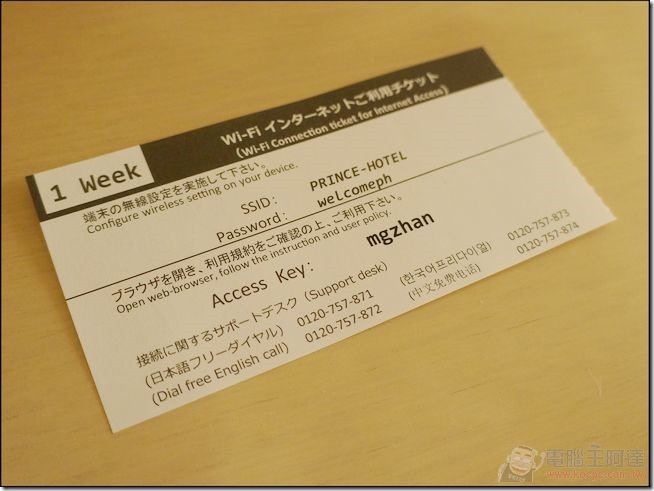 1 Week
Wi-Fi インターネットご利用チケット
(Wi-Fi Connection ticket for Internet Access)
端末の無線設定を実施して下さい。
Configure wireless setting on your device.
SSID: PRINCE-HOTEL
Password: welcomeph
ブラウザを開き、利用規約をご確認の上、ご利用下さい。
Open web-browser, follow the instruction and user policy.
Access Key: mgzhan
接続に関するサポートデスク (Support desk)
(日本語フリーダイヤル) 0120-757-871 (한국어프리다이얼) 0120-757-873
(Dial free English call) 0120-757-872 (中文免费电话) 0120-757-874
電腦王阿達
www.kocpc.com.tw